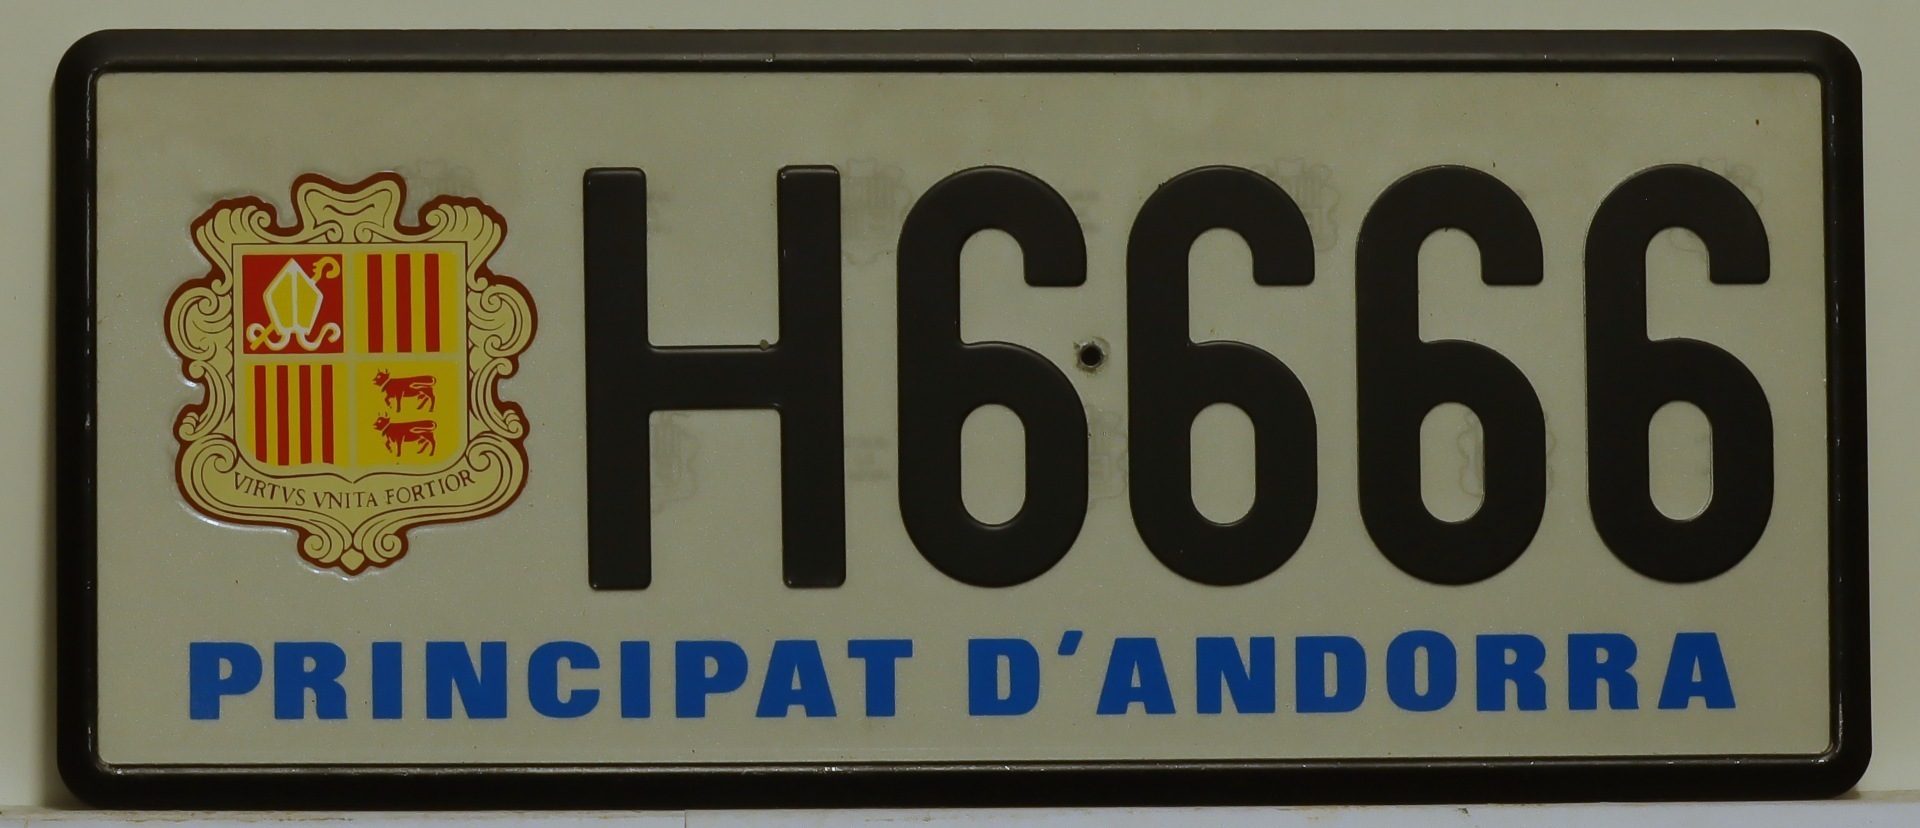 H6666
VIRTVS VNITA FORTIOR
PRINCIPAT D'ANDORRA